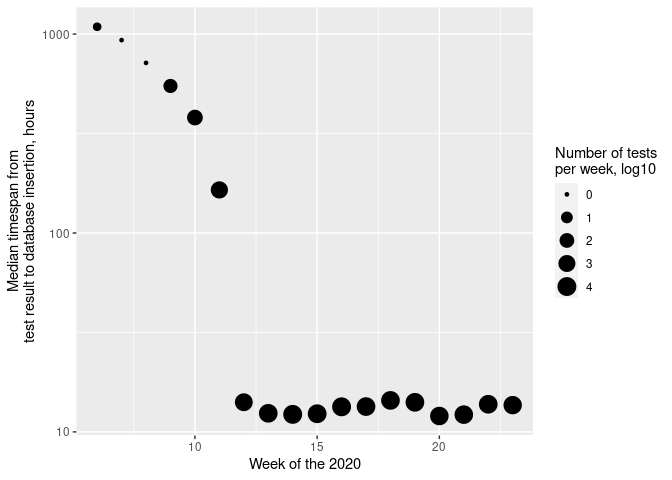 1000
100
10
Median timespan from
test result to database insertion, hours
10
15
20
Week of the 2020
Number of tests
per week, log10
0
1
2
3
4